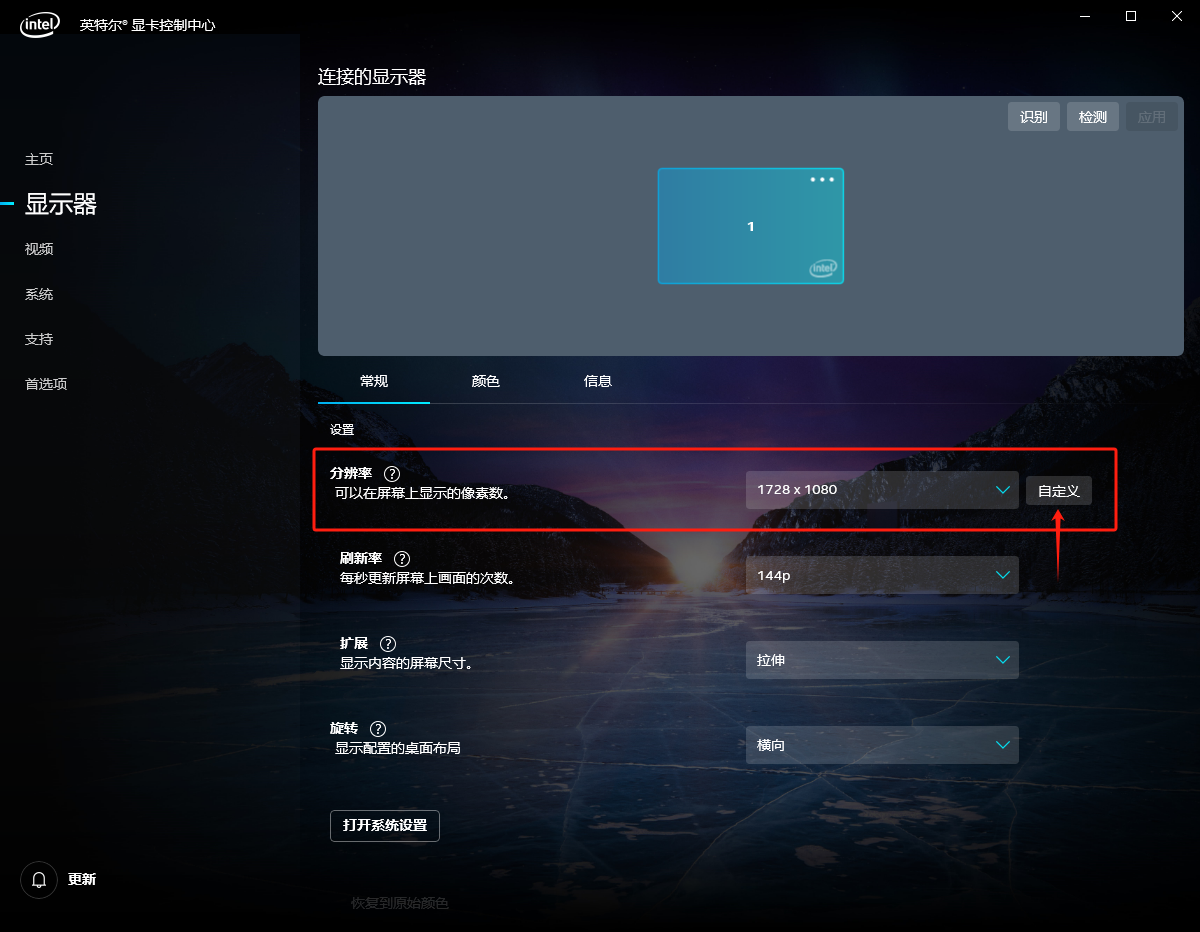 intel
英特尔® 显卡控制中心
主页
显示器
视频
系统
支持
首选项
更新
连接的显示器
识别
检测
应用
1
intel
常规
颜色
信息
设置
分辨率 ?
可以在屏幕上显示的像素数。
1728 x 1080
自定义
刷新率 ?
每秒更新屏幕上画面的次数。
144p
扩展 ?
显示内容的屏幕尺寸。
拉伸
旋转 ?
显示配置的桌面布局
横向
打开系统设置
恢复到原始颜色